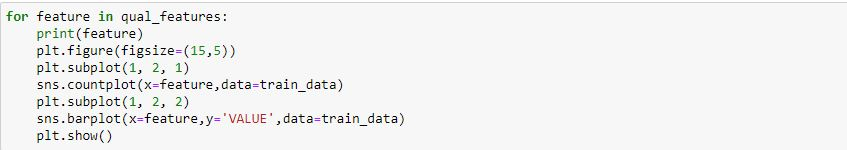 for feature in qual_features:
    print(feature)
    plt.figure(figsize=(15,5))
    plt.subplot(1, 2, 1)
    sns.countplot(x=feature,data=train_data)
    plt.subplot(1, 2, 2)
    sns.barplot(x=feature,y='VALUE',data=train_data)
    plt.show()